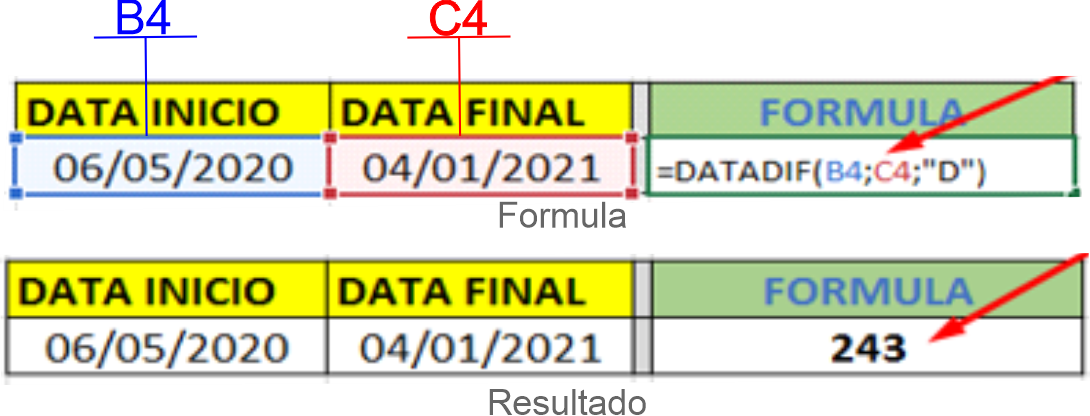 B4 C4
DATA INICIO DATA FINAL FORMULA
06/05/2020 04/01/2021 =DATADIF(B4;C4;"D")
Formula
DATA INICIO DATA FINAL FORMULA
06/05/2020 04/01/2021 243
Resultado